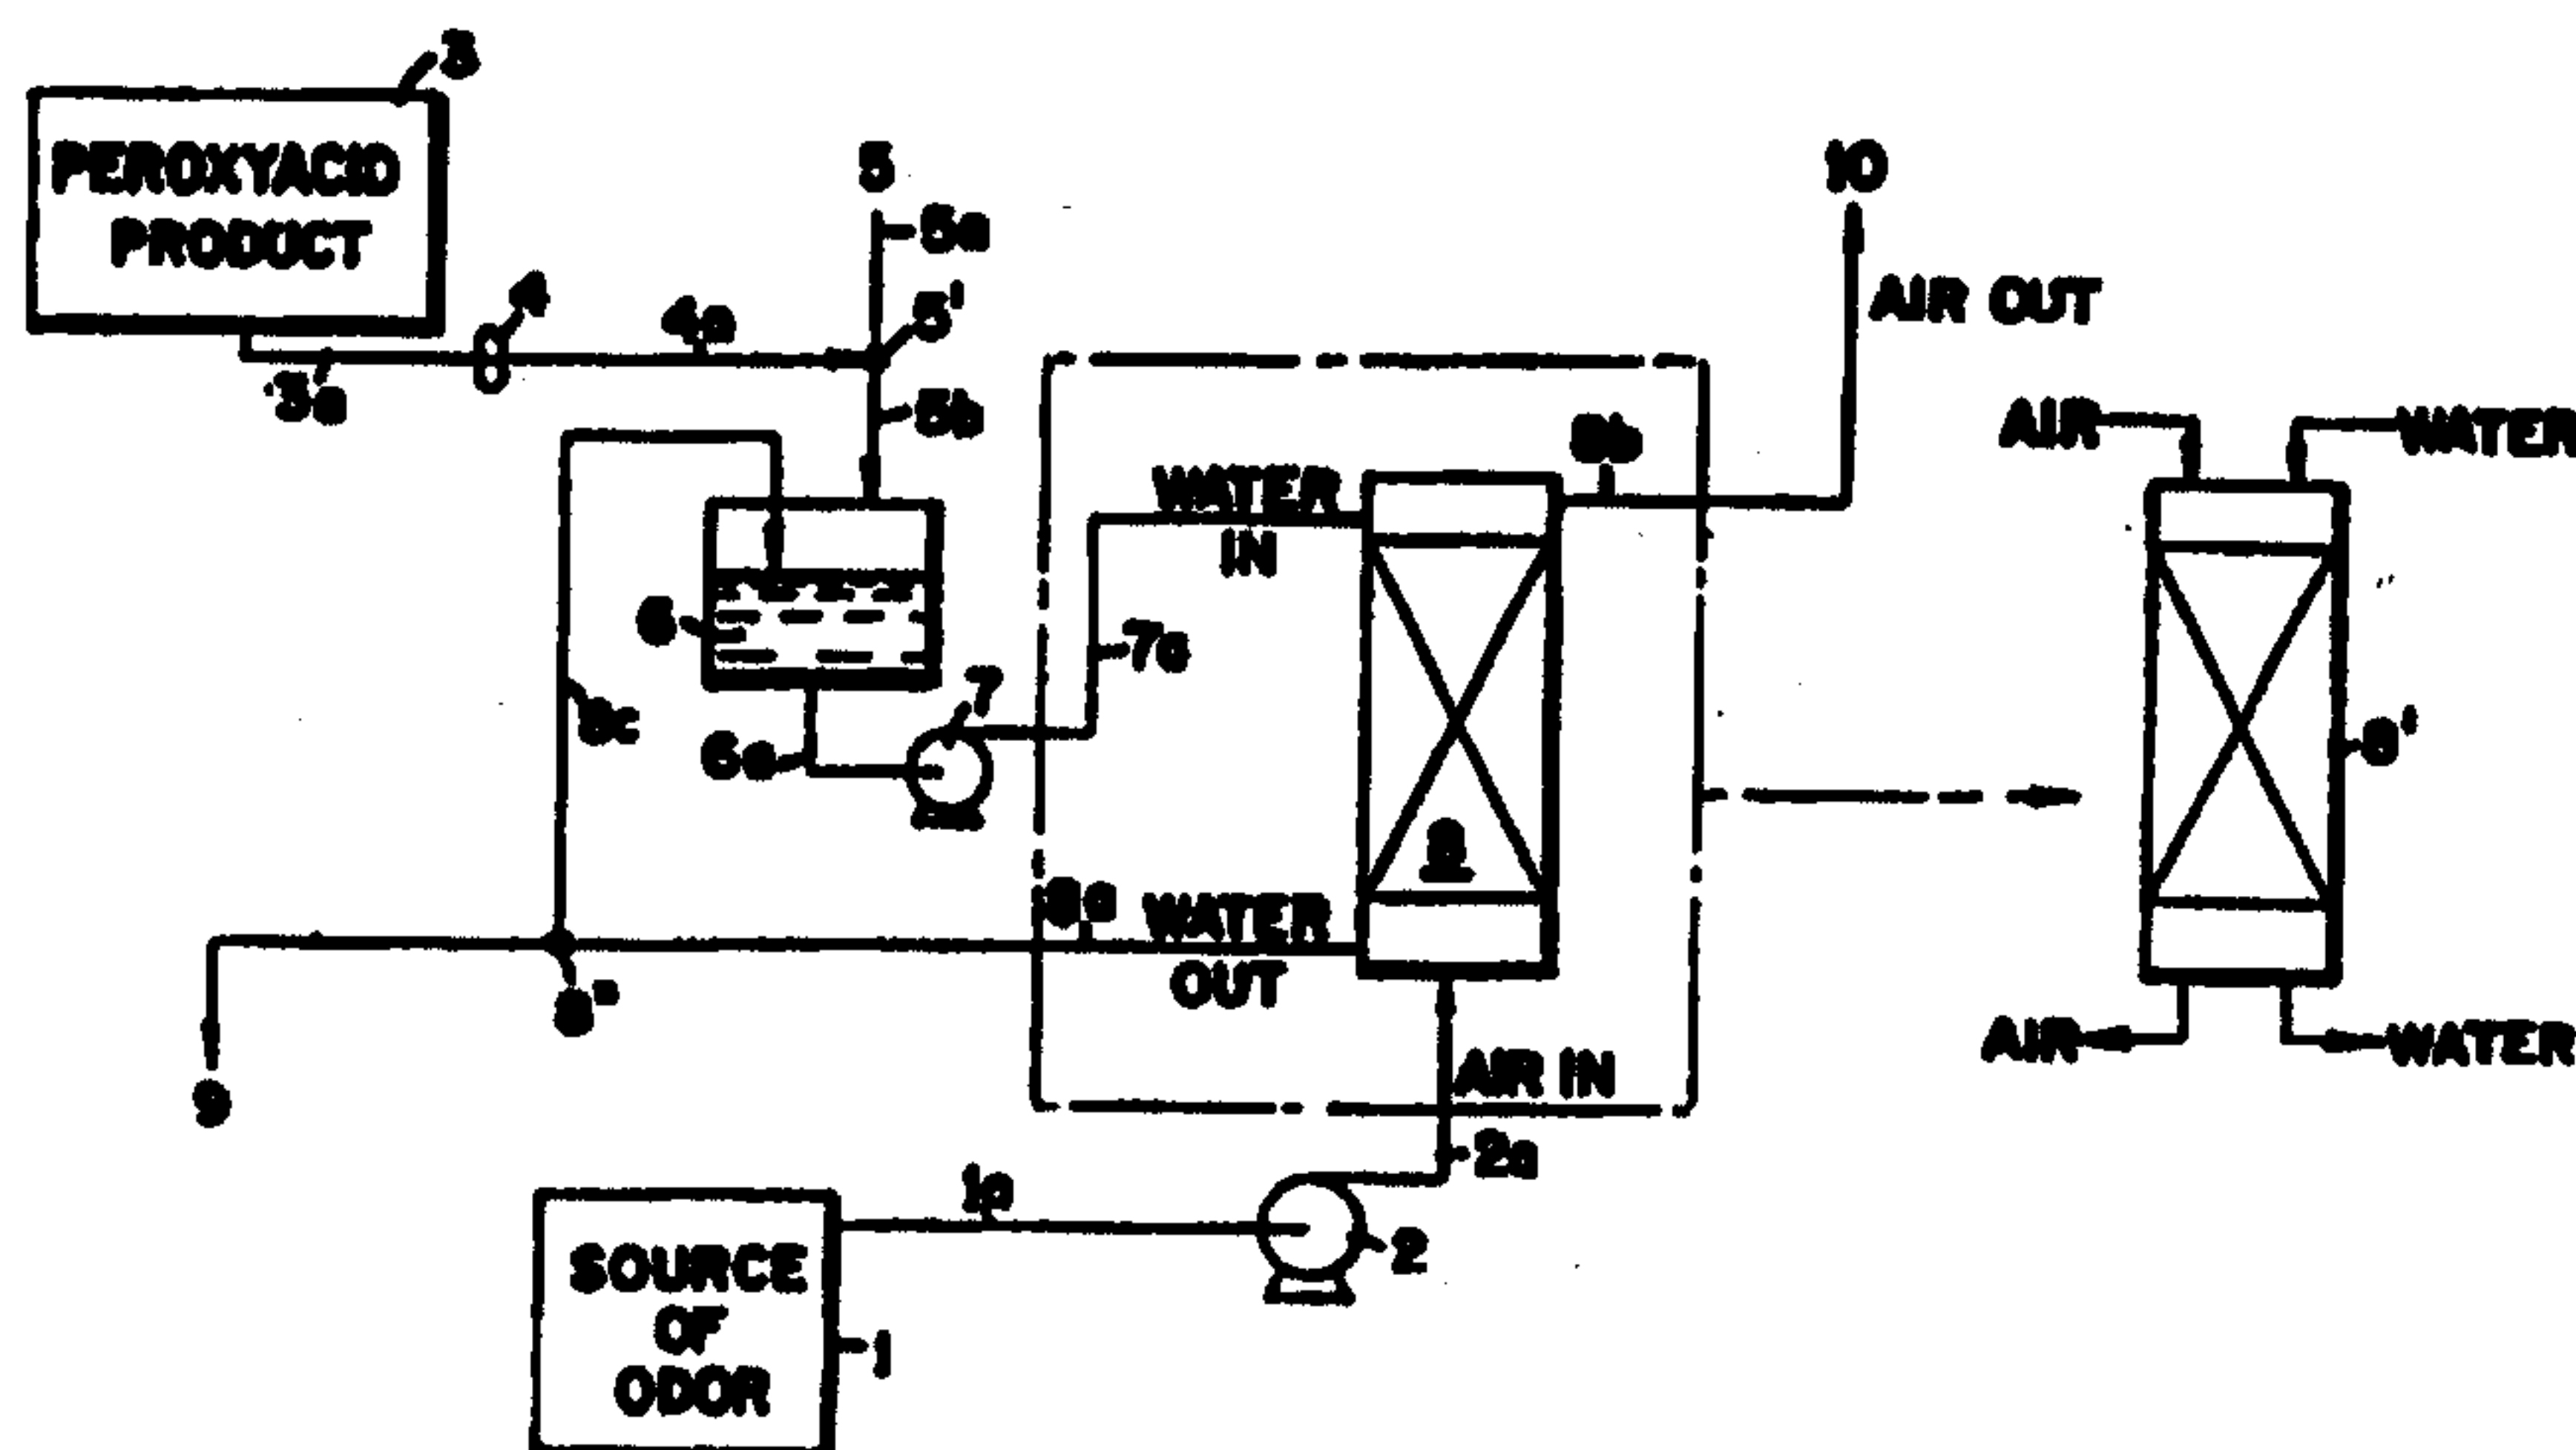 3
PEROXYACID
PRODUCT
3a
4
4a
5
5a
5'
5b
6
6a
7
7a
WATER
IN
8
8a
WATER
OUT
8b
8c
8"
9
10
AIR OUT
AIR IN
2a
2
1a
SOURCE
OF
ODOR
1
AIR
WATER
8'
AIR
WATER